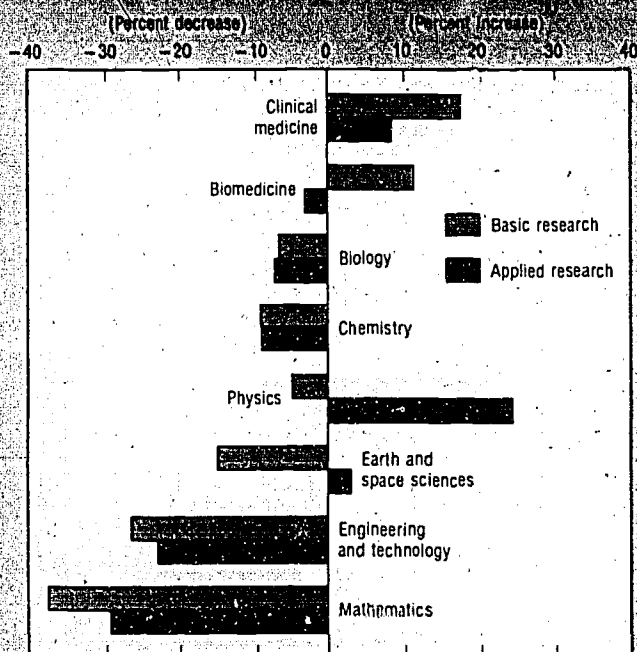 (Percent decrease) (Percent increase)
−40 −30 −20 −10 0 10 20 30 40
Clinical
medicine
Biomedicine
Basic research
Biology
Applied research
Chemistry
Physics
Earth and
space sciences
Engineering
and technology
Mathematics